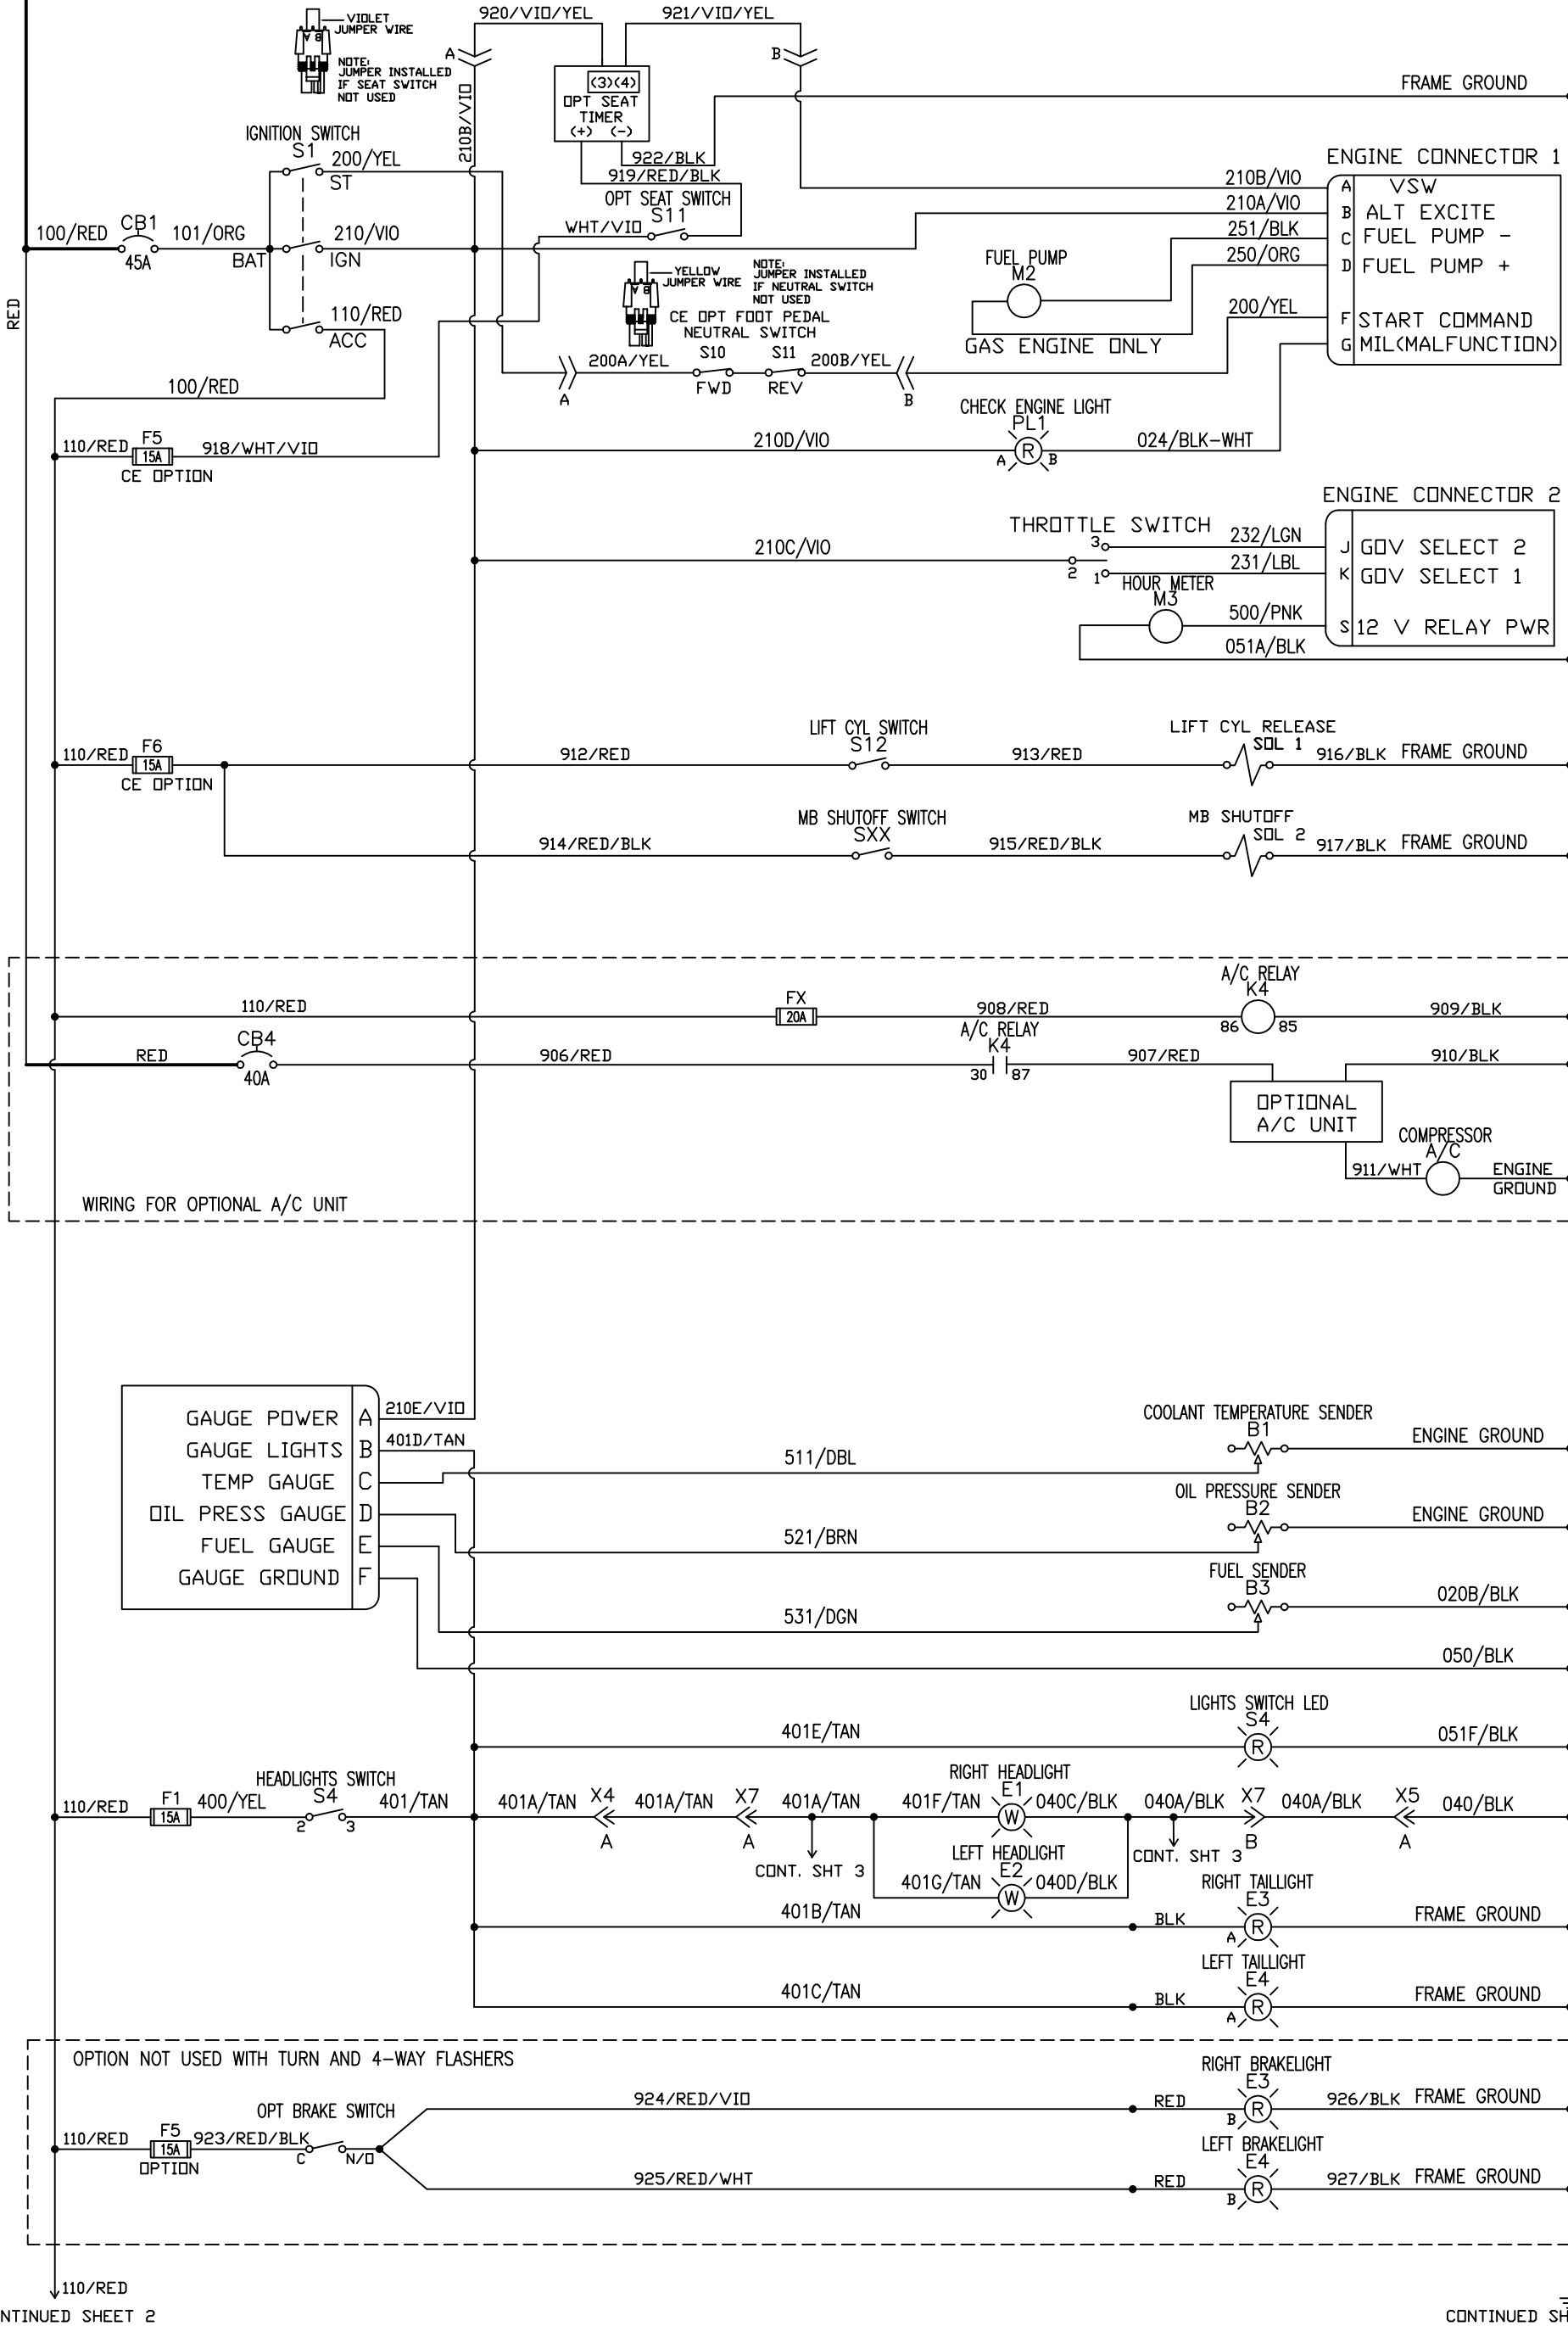 920/VIO/YEL
921/VIO/YEL
VIOLET
JUMPER WIRE
A B
NOTE:
JUMPER INSTALLED
IF SEAT SWITCH
NOT USED
A
B
210B/VIO
(3)(4)
OPT SEAT
TIMER
(+) (-)
FRAME GROUND
922/BLK
919/RED/BLK
IGNITION SWITCH
S1
200/YEL
ST
OPT SEAT SWITCH
S11
WHT/VIO
ENGINE CONNECTOR 1
210B/VIO
A VSW
210A/VIO
B ALT EXCITE
251/BLK
C FUEL PUMP -
250/ORG
D FUEL PUMP +
200/YEL
F START COMMAND
G MIL(MALFUNCTION)
100/RED
CB1
45A
101/ORG
BAT
210/VIO
IGN
110/RED
ACC
RED
YELLOW
JUMPER WIRE
A B
NOTE:
JUMPER INSTALLED
IF NEUTRAL SWITCH
NOT USED
CE OPT FOOT PEDAL
NEUTRAL SWITCH
FUEL PUMP
M2
GAS ENGINE ONLY
200A/YEL
S10
FWD
S11
REV
200B/YEL
A
B
100/RED
110/RED
F5
15A
918/WHT/VIO
CE OPTION
CHECK ENGINE LIGHT
PL1
210D/VIO
A
R
B
024/BLK-WHT
ENGINE CONNECTOR 2
THROTTLE SWITCH
210C/VIO
3
2
1
232/LGN
J GOV SELECT 2
231/LBL
K GOV SELECT 1
HOUR METER
M3
500/PNK
S 12 V RELAY PWR
051A/BLK
110/RED
F6
15A
CE OPTION
912/RED
LIFT CYL SWITCH
S12
913/RED
LIFT CYL RELEASE
SOL 1
916/BLK
FRAME GROUND
914/RED/BLK
MB SHUTOFF SWITCH
SXX
915/RED/BLK
MB SHUTOFF
SOL 2
917/BLK
FRAME GROUND
110/RED
FX
20A
908/RED
A/C RELAY
K4
86
85
909/BLK
RED
CB4
40A
906/RED
A/C RELAY
K4
30
87
907/RED
910/BLK
OPTIONAL
A/C UNIT
COMPRESSOR
A/C
911/WHT
ENGINE
GROUND
WIRING FOR OPTIONAL A/C UNIT
GAUGE POWER A
210E/VIO
GAUGE LIGHTS B
401D/TAN
TEMP GAUGE C
OIL PRESS GAUGE D
FUEL GAUGE E
GAUGE GROUND F
511/DBL
COOLANT TEMPERATURE SENDER
B1
ENGINE GROUND
521/BRN
OIL PRESSURE SENDER
B2
ENGINE GROUND
531/DGN
FUEL SENDER
B3
020B/BLK
050/BLK
401E/TAN
LIGHTS SWITCH LED
S4
R
051F/BLK
110/RED
F1
15A
400/YEL
HEADLIGHTS SWITCH
S4
2
3
401/TAN
401A/TAN
X4
A
401A/TAN
X7
A
401A/TAN
CONT. SHT 3
401F/TAN
RIGHT HEADLIGHT
E1
W
040C/BLK
040A/BLK
CONT. SHT 3
X7
B
040A/BLK
X5
A
040/BLK
401G/TAN
LEFT HEADLIGHT
E2
W
040D/BLK
401B/TAN
BLK
RIGHT TAILLIGHT
E3
A
R
FRAME GROUND
401C/TAN
BLK
LEFT TAILLIGHT
E4
A
R
FRAME GROUND
OPTION NOT USED WITH TURN AND 4-WAY FLASHERS
110/RED
F5
15A
OPTION
923/RED/BLK
OPT BRAKE SWITCH
C
N/O
924/RED/VIO
RED
RIGHT BRAKELIGHT
E3
B
R
926/BLK
FRAME GROUND
925/RED/WHT
RED
LEFT BRAKELIGHT
E4
B
R
927/BLK
FRAME GROUND
110/RED
NTINUED SHEET 2
CONTINUED SH